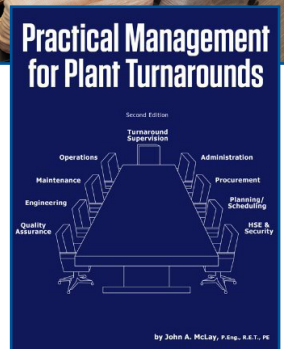 Practical Management
for Plant Turnarounds
Second Edition
Turnaround
Supervision
Operations
Administration
Maintenance
Procurement
Engineering
Planning/
Scheduling
Quality
Assurance
HSE &
Security
by John A. McLay, P.Eng., R.E.T., PE